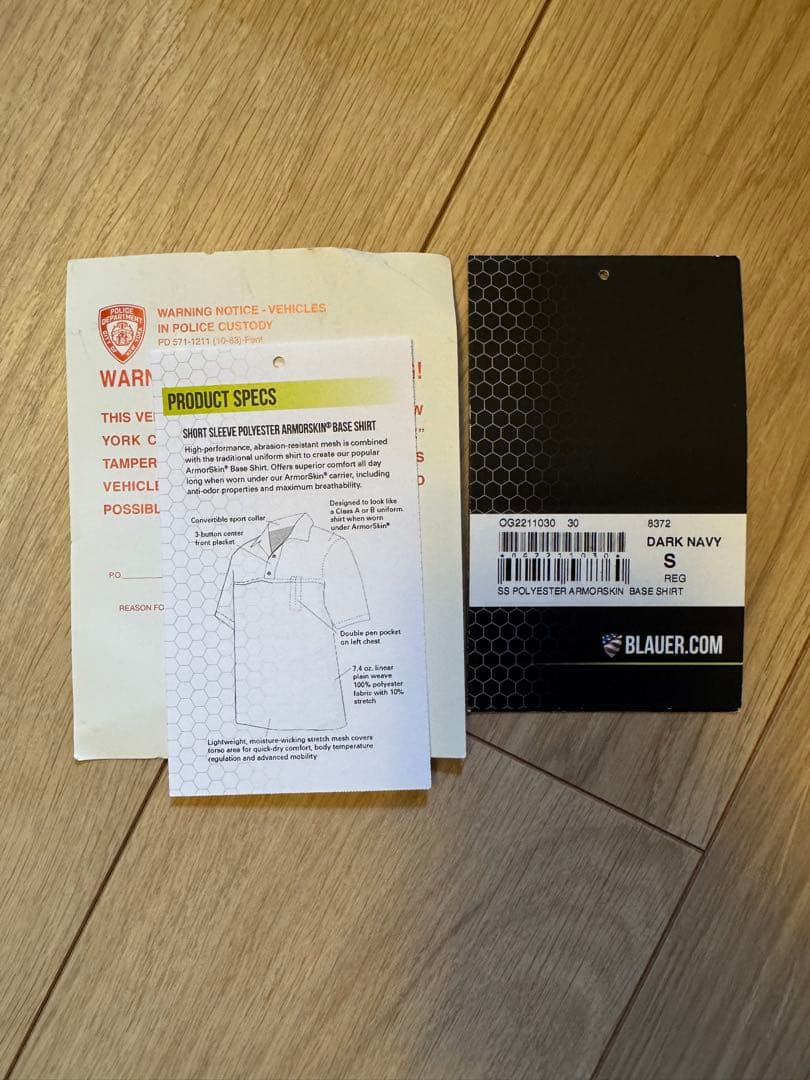 POLICE
DEPARTMENT
CITY OF
NEW YORK
WARNING NOTICE - VEHICLES
IN POLICE CUSTODY
PD 571-1211 (10-83)-Pent
WARN
!
THIS VE
W
YORK C
"
TAMPER
S
VEHICLE
D
POSSIBL
P.O.
REASON FO
PRODUCT SPECS
SHORT SLEEVE POLYESTER ARMORSKIN® BASE SHIRT
High-performance, abrasion-resistant mesh is combined
with the traditional uniform shirt to create our popular
ArmorSkin® Base Shirt. Offers superior comfort all day
long when worn under our ArmorSkin® carrier, including
anti-odor properties and maximum breathability.
Convertible sport collar
3-button center
front placket
Designed to look like
a Class A or B uniform
shirt when worn
under ArmorSkin®
Double pen pocket
on left chest
7.4 oz. linear
plain weave
100% polyester
fabric with 10%
stretch
Lightweight, moisture-wicking stretch mesh covers
torso area for quick-dry comfort, body temperature
regulation and advanced mobility
OG2211030 30 8372
DARK NAVY
S
REG
SS POLYESTER ARMORSKIN BASE SHIRT
BLAUER.COM